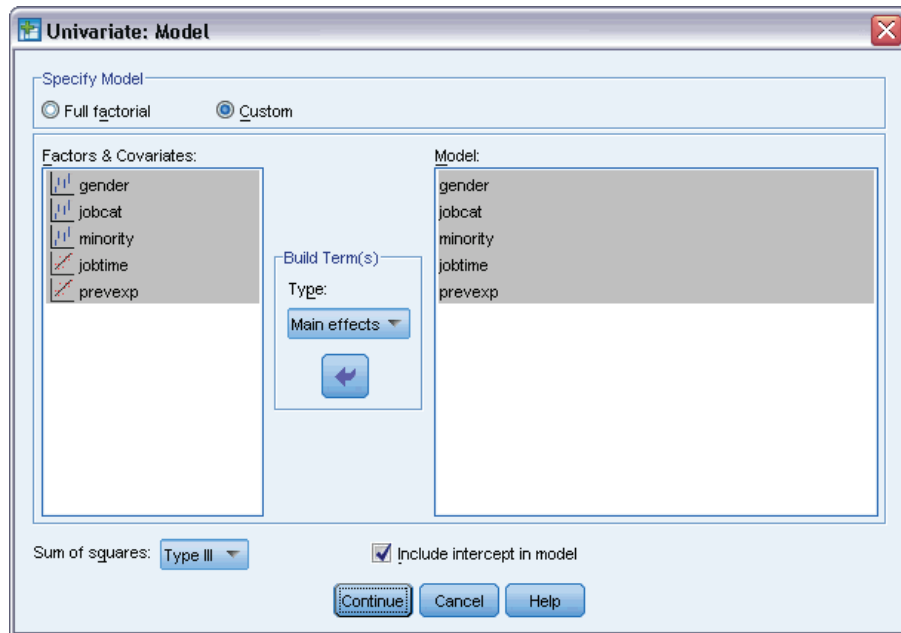 Univariate: Model
Specify Model
Full factorial
Custom
Factors & Covariates:
gender
jobcat
minority
jobtime
prevexp
Build Term(s)
Type:
Main effects
Model:
gender
jobcat
minority
jobtime
prevexp
Sum of squares:
Type III
Include intercept in model
Continue
Cancel
Help